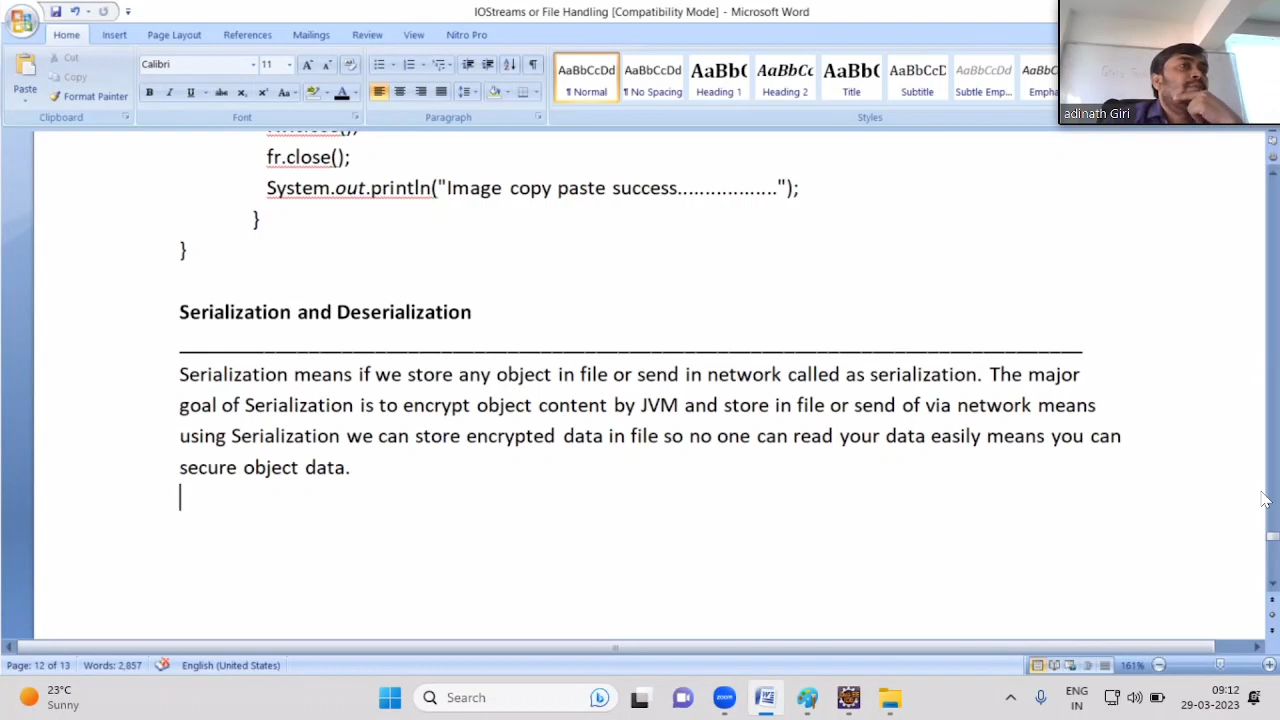 IOStreams or File Handling [Compatibility Mode] - Microsoft Word
Home Insert Page Layout References Mailings Review View Nitro Pro
Cut
Copy
Paste
Format Painter
Calibri 11
AaBbCcDd AaBbCcDd AaBb( AaBbCc AaBb( AaBbCcD AaBbCcDd AaBbCcD
¶ Normal ¶ No Spacing Heading 1 Heading 2 Title Subtitle Subtle Emp... Empha
Clipboard Font Paragraph Styles
adinath Giri
fr.close();
System.out.println("Image copy paste success..................");
}
}
Serialization and Deserialization
Serialization means if we store any object in file or send in network called as serialization. The major
goal of Serialization is to encrypt object content by JVM and store in file or send of via network means
using Serialization we can store encrypted data in file so no one can read your data easily means you can
secure object data.
Page: 12 of 13 Words: 2,857 English (United States) 161%
23°C
Sunny
Search
zoom
ENG
IN
09:12
29-03-2023